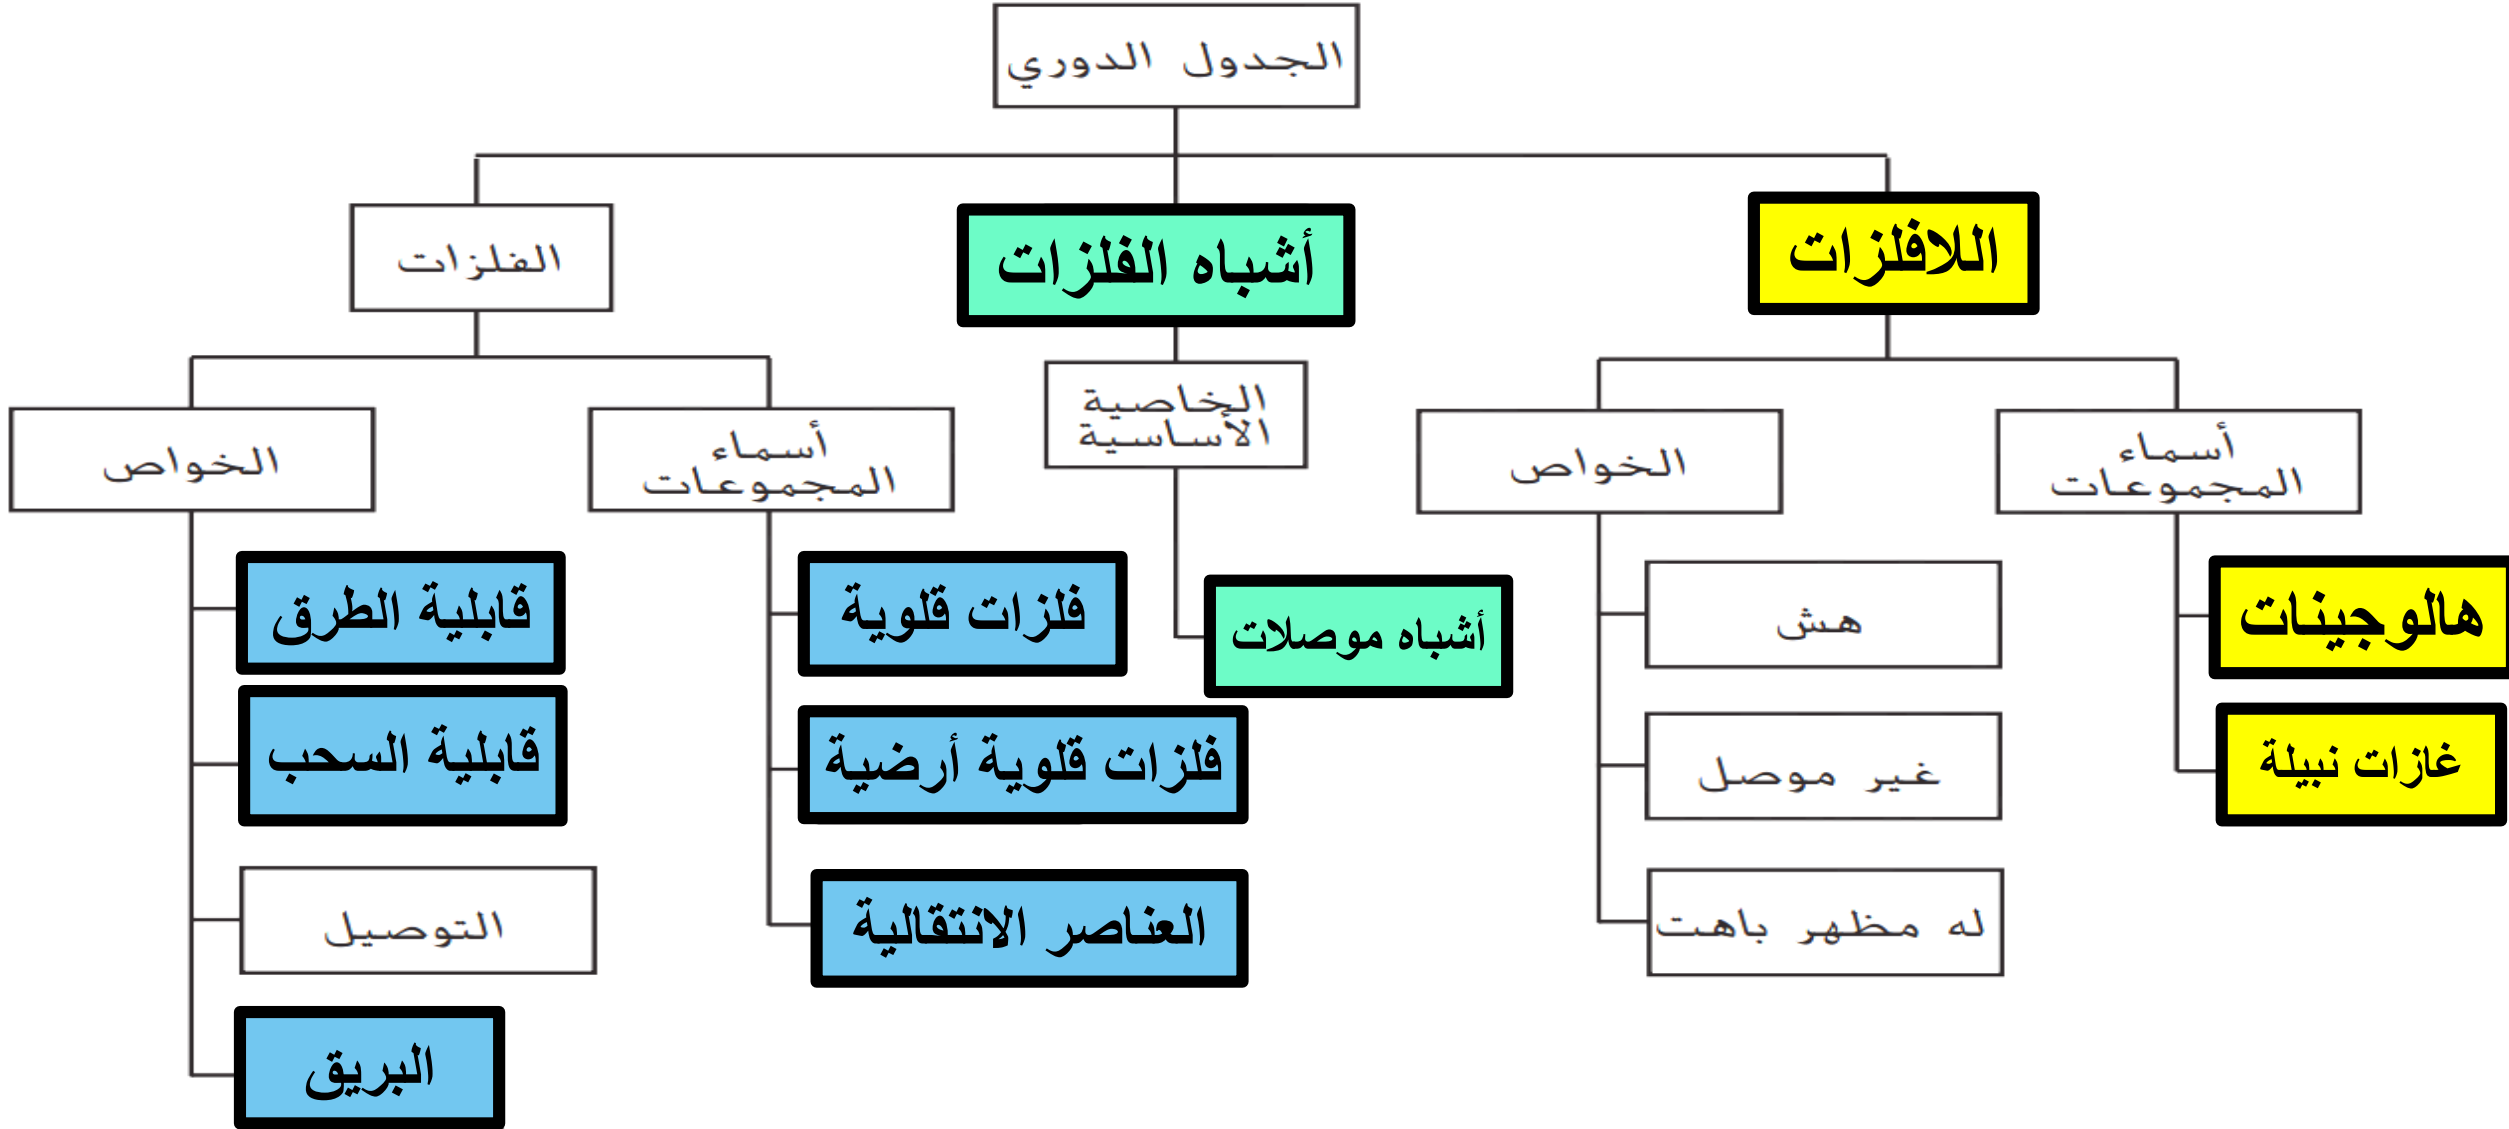 الجدول الدوري
اللافزات
أشباه الفلزات
الفلزات
أسماء
المجموعات
الخواص
الخاصية
الأساسية
أسماء
المجموعات
الخواص
هالوجينات
غازات نبيلة
هش
غير موصل
له مظهر باهت
أشباه موصلات
فلزات قلوية
فلزات قلوية أرضية
العناصر الانتقالية
قابلية الطرق
قابلية السحب
التوصيل
البريق